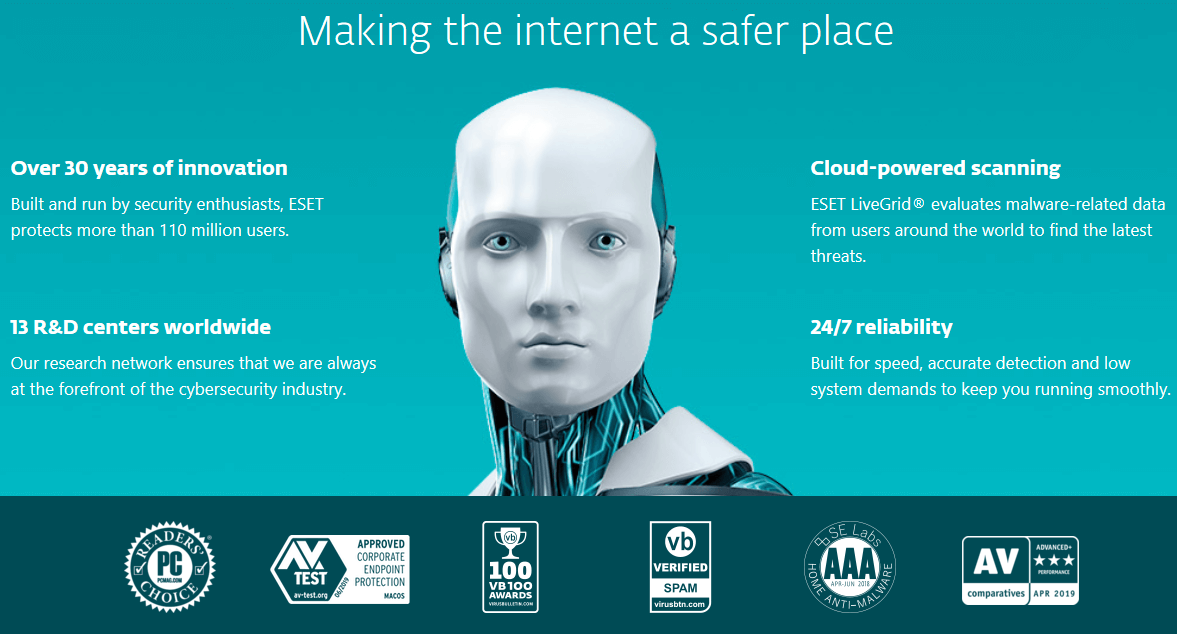 Making the internet a safer place
Over 30 years of innovation
Built and run by security enthusiasts, ESET
protects more than 110 million users.
13 R&D centers worldwide
Our research network ensures that we are always
at the forefront of the cybersecurity industry.
Cloud-powered scanning
ESET LiveGrid® evaluates malware-related data
from users around the world to find the latest
threats.
24/7 reliability
Built for speed, accurate detection and low
system demands to keep you running smoothly.
READERS'
PC
PCMAG.COM
CHOICE
AV
TEST
av-test.org
06/2019
APPROVED
CORPORATE
ENDPOINT
PROTECTION
MACOS
vb
100
VB100
AWARDS
VIRUSBULLETIN.COM
vb
VERIFIED
SPAM
virusbtn.com
SE Labs
AAA
APR-JUN 2018
HOME ANTI-MALWARE
AV
comparatives
ADVANCED+
PERFORMANCE
APR 2019